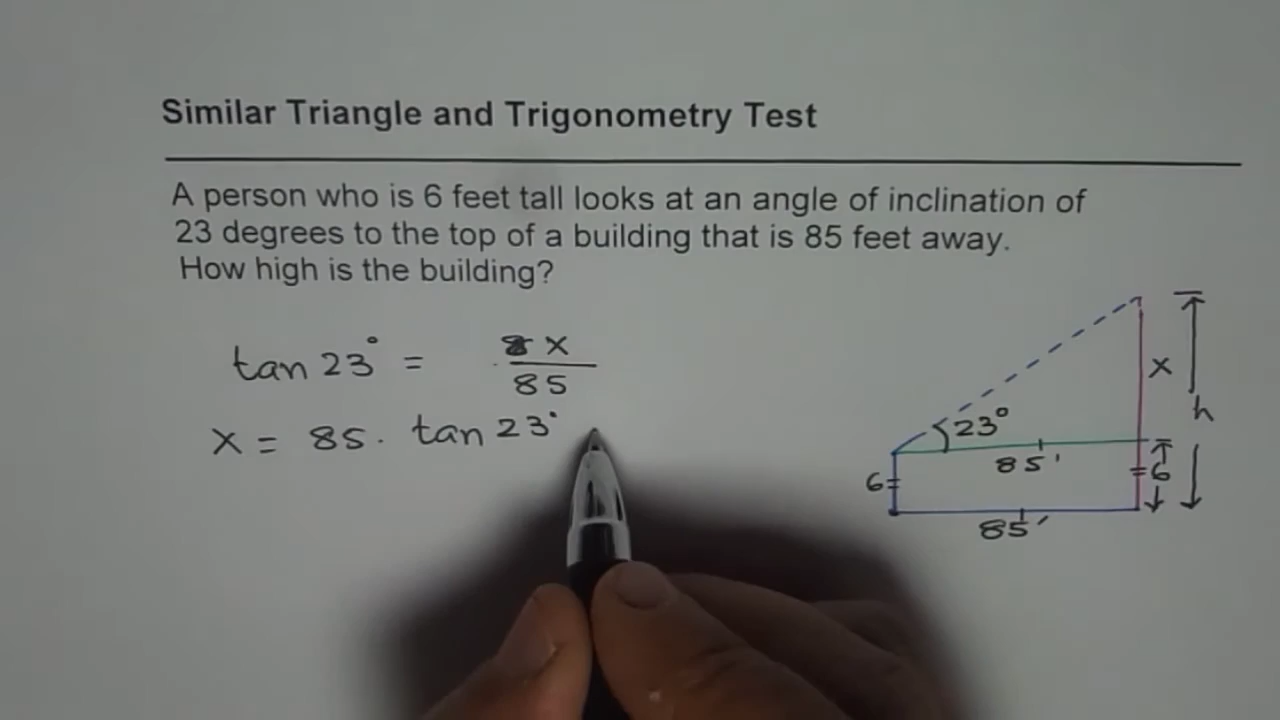 Similar Triangle and Trigonometry Test
A person who is 6 feet tall looks at an angle of inclination of
23 degrees to the top of a building that is 85 feet away.
How high is the building?
tan 23° = x / 85
x = 85 · tan 23°
x
h
23°
85'
6
6
85'